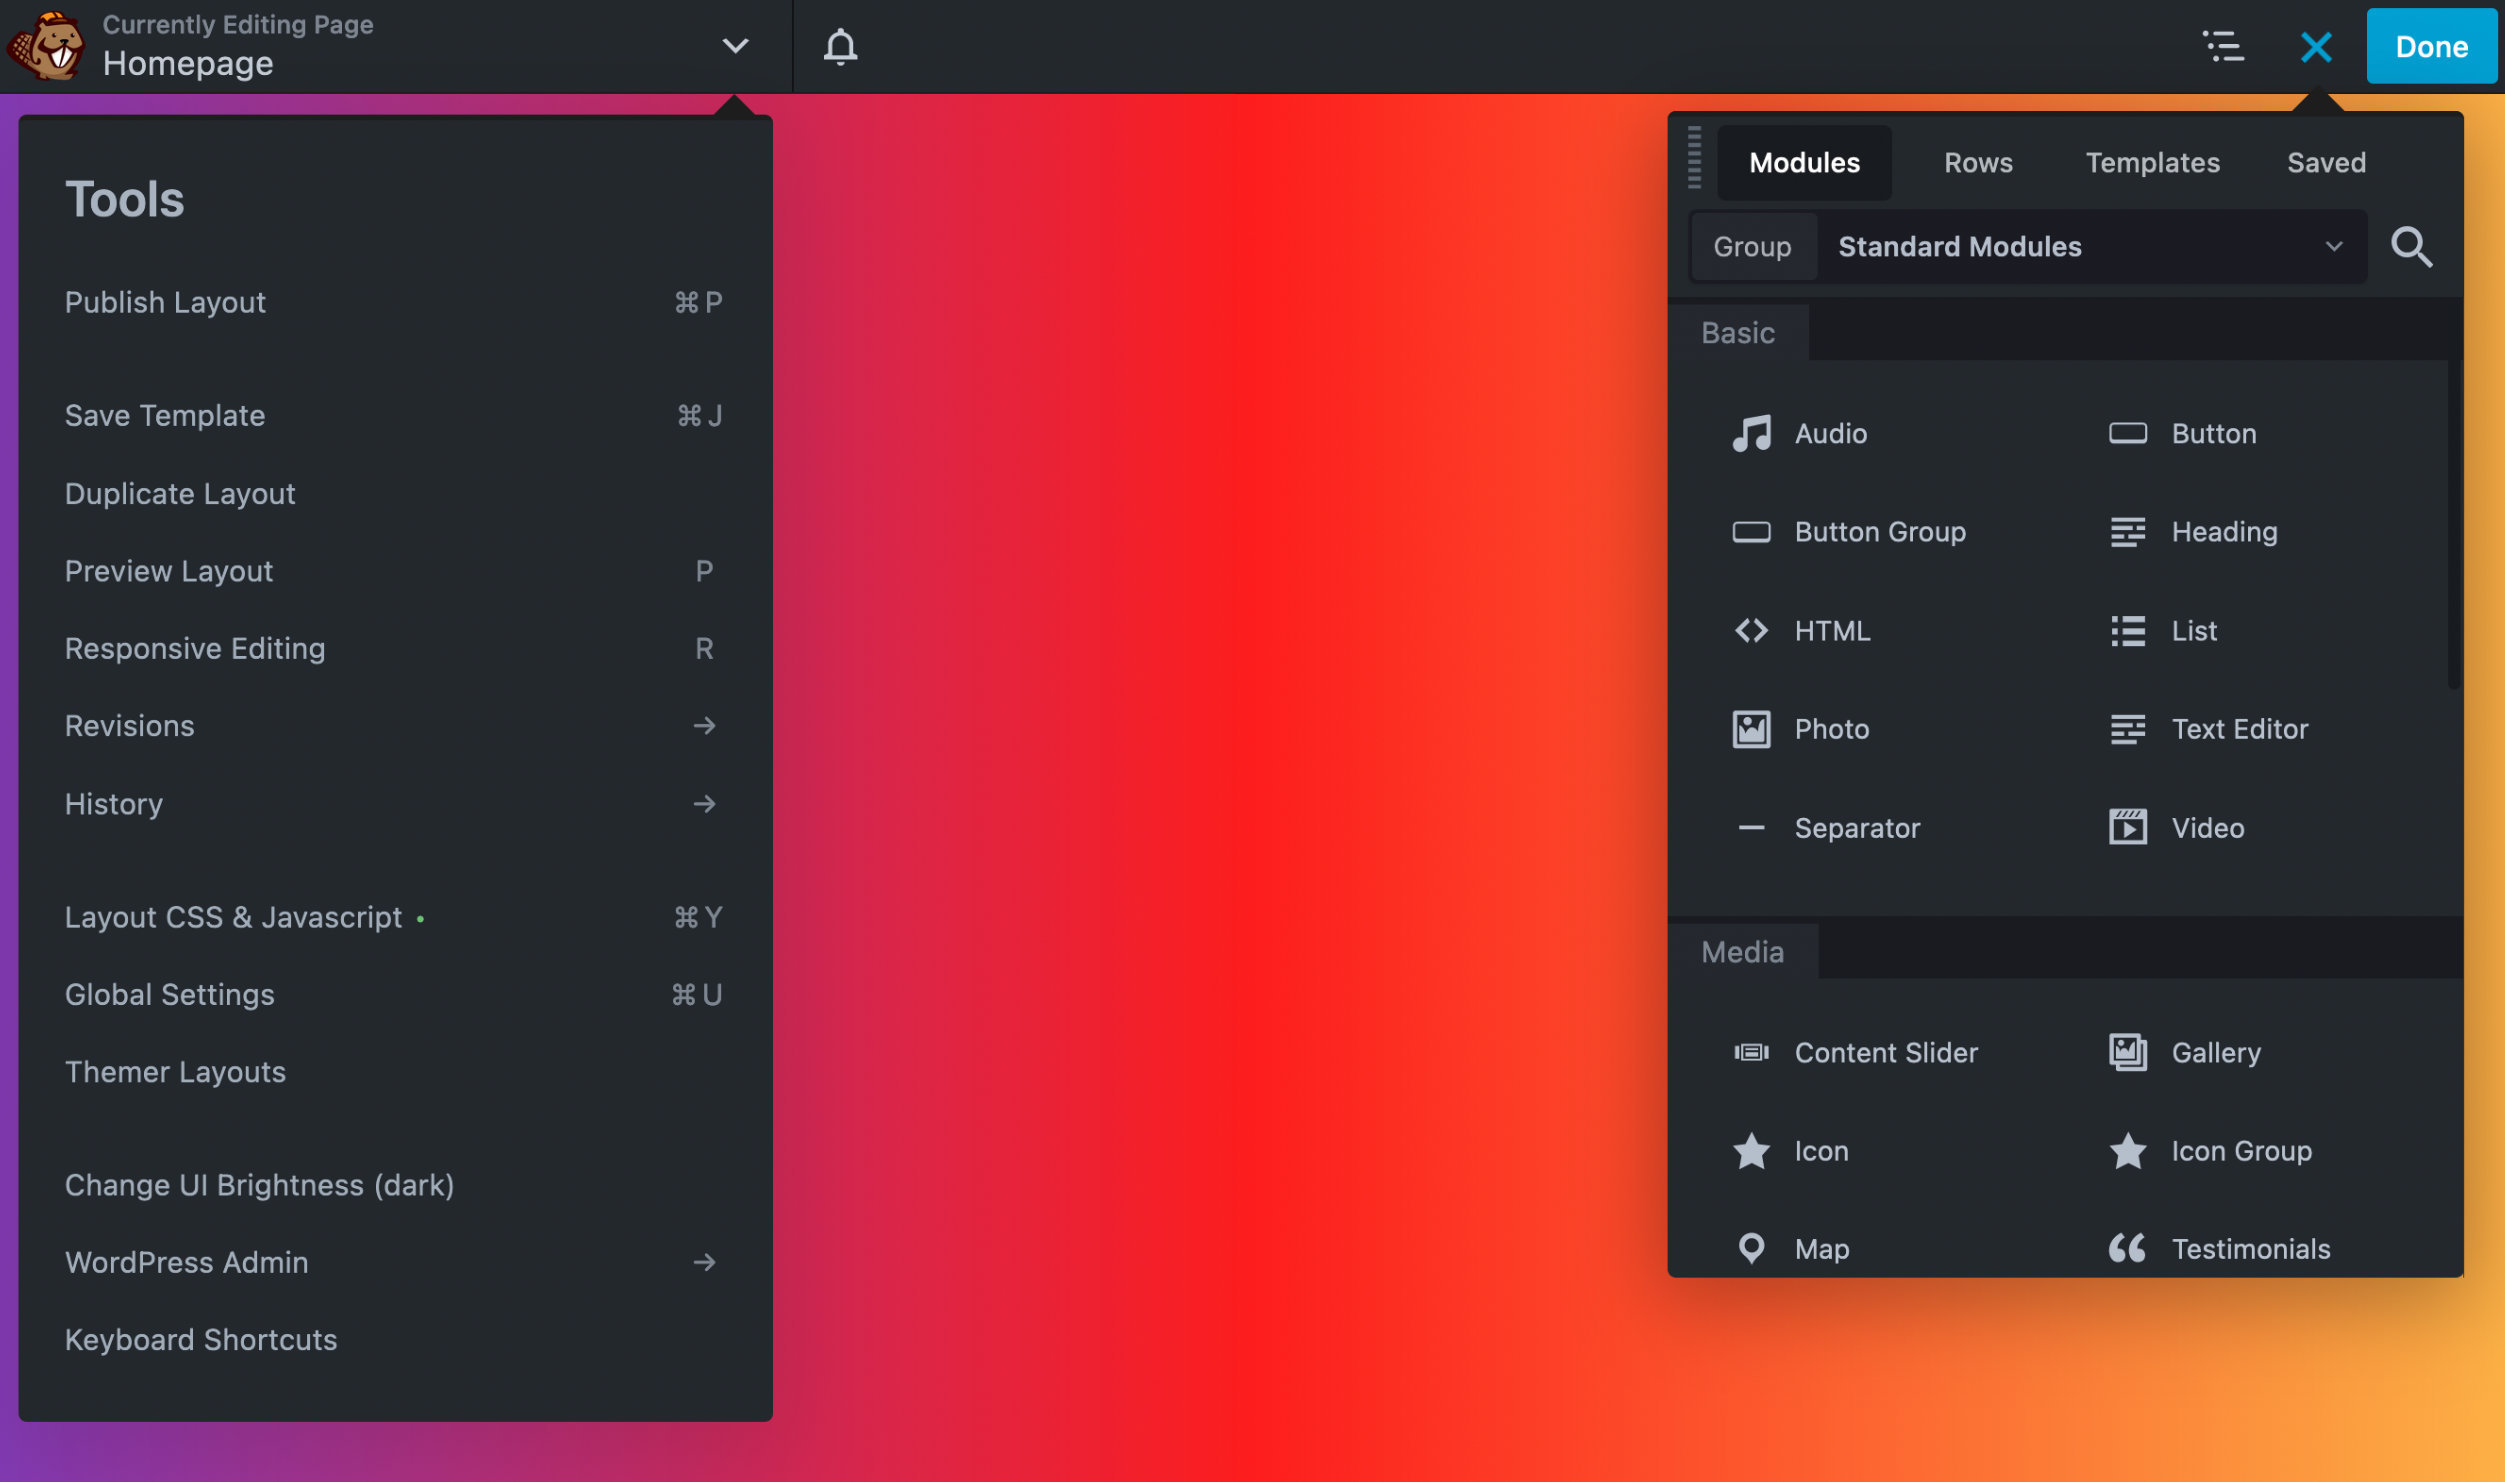 Currently Editing Page
Homepage
Done
Tools
Publish Layout ⌘P
Save Template ⌘J
Duplicate Layout
Preview Layout P
Responsive Editing R
Revisions →
History →
Layout CSS & Javascript • ⌘Y
Global Settings ⌘U
Themer Layouts
Change UI Brightness (dark)
WordPress Admin →
Keyboard Shortcuts
Modules Rows Templates Saved
Group Standard Modules
Basic
Audio Button
Button Group Heading
HTML List
Photo Text Editor
Separator Video
Media
Content Slider Gallery
Icon Icon Group
Map Testimonials